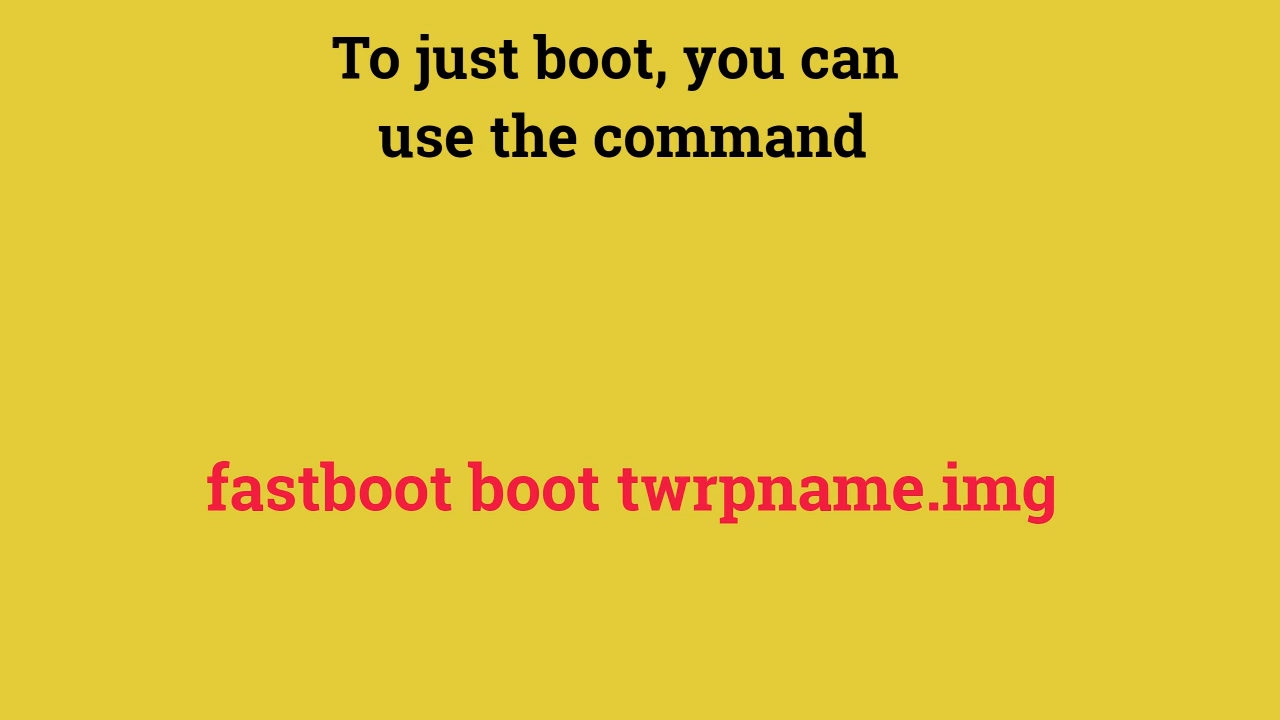 To just boot, you can
use the command
fastboot boot twrpname.img